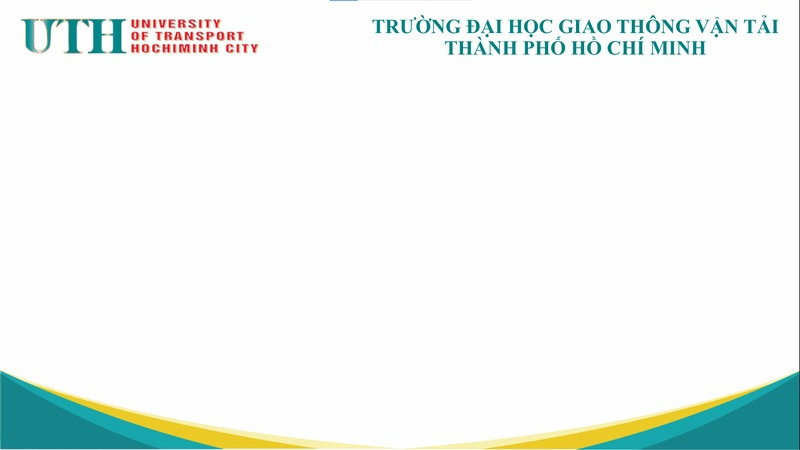 UTH
UNIVERSITY
OF TRANSPORT
HOCHIMINH CITY
TRƯỜNG ĐẠI HỌC GIAO THÔNG VẬN TẢI
THÀNH PHỐ HỒ CHÍ MINH